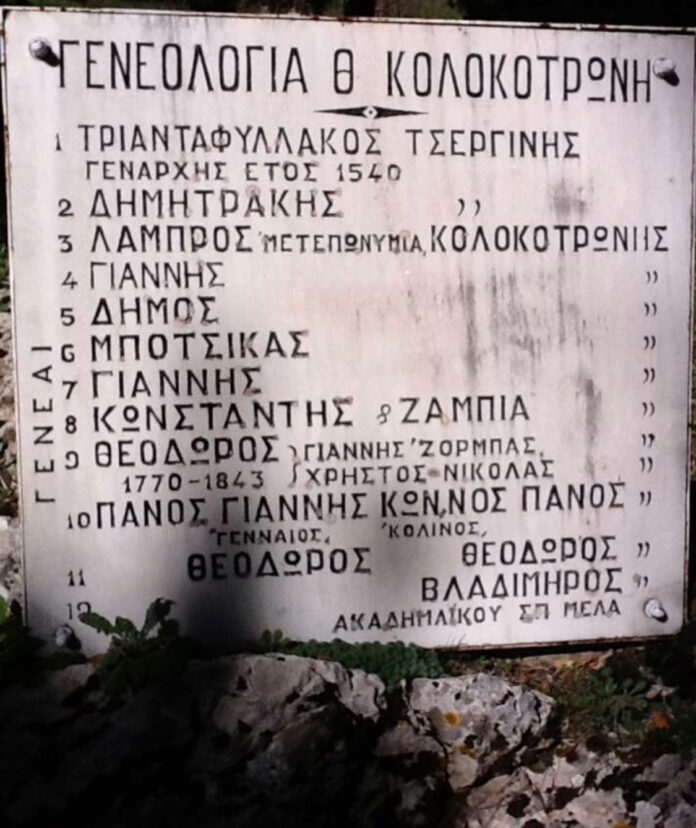 ΓΕΝΕΟΛΟΓΙΑ Θ ΚΟΛΟΚΟΤΡΩΝΗ
1 ΤΡΙΑΝΤΑΦΥΛΛΑΚΟΣ ΤΣΕΡΓΙΝΗΣ
ΓΕΝΑΡΧΗΣ ΕΤΟΣ 1540
2 ΔΗΜΗΤΡΑΚΗΣ ,,
3 ΛΑΜΠΡΟΣ ΜΕΤΕΠΩΝΥΜΙΑ, ΚΟΛΟΚΟΤΡΩΝΗΣ
4 ΓΙΑΝΝΗΣ ,,
5 ΔΗΜΟΣ ,,
6 ΜΠΟΤΣΙΚΑΣ ,,
7 ΓΙΑΝΝΗΣ ,,
8 ΚΩΝΣΤΑΝΤΗΣ & ΖΑΜΠΙΑ ,,
9 ΘΕΟΔΩΡΟΣ ΓΙΑΝΝΗΣ "ΖΟΡΜΠΑΣ, ,,
1770-1843 ΧΡΗΣΤΟΣ-ΝΙΚΟΛΑΣ ,,
10 ΠΑΝΟΣ ΓΙΑΝΝΗΣ ΚΩΝ,ΝΟΣ ΠΑΝΟΣ ,,
"ΓΕΝΝΑΙΟΣ, "ΚΟΛΙΝΟΣ,
11 ΘΕΟΔΩΡΟΣ ΘΕΟΔΩΡΟΣ ,,
12 ΒΛΑΔΙΜΗΡΟΣ ,,
ΑΚΑΔΗΜΑΪΚΟΥ ΣΠ ΜΕΛΑ
ΓΕΝΕΑΙ